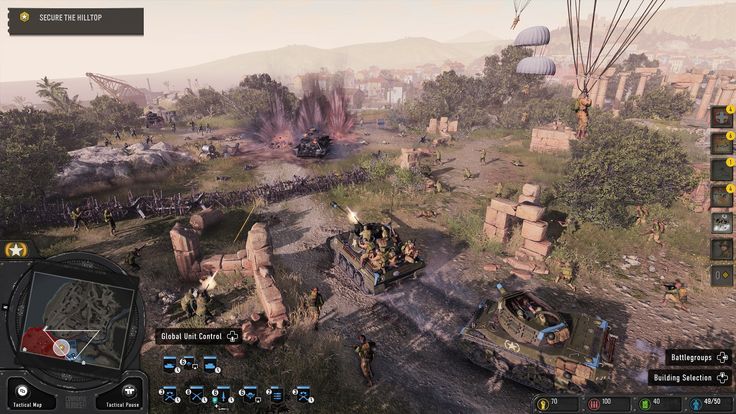 SECURE THE HILLTOP
Global Unit Control
Battlegroups
Building Selection
Tactical Map
Tactical Pause
70
100
40
49/50